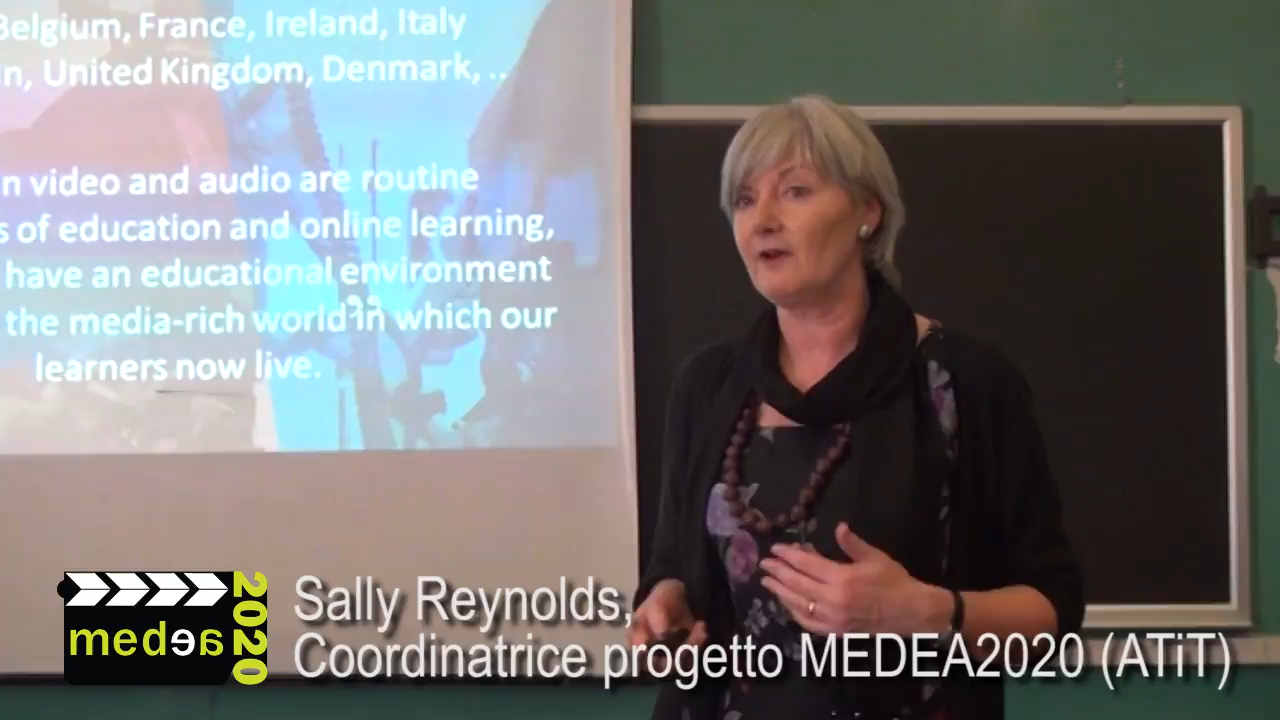 Belgium, France, Ireland, Italy
n, United Kingdom, Denmark, ..
n video and audio are routine
s of education and online learning,
have an educational environment
the media-rich world in which our
learners now live.
medea
2020
Sally Reynolds,
Coordinatrice progetto MEDEA2020 (ATiT)